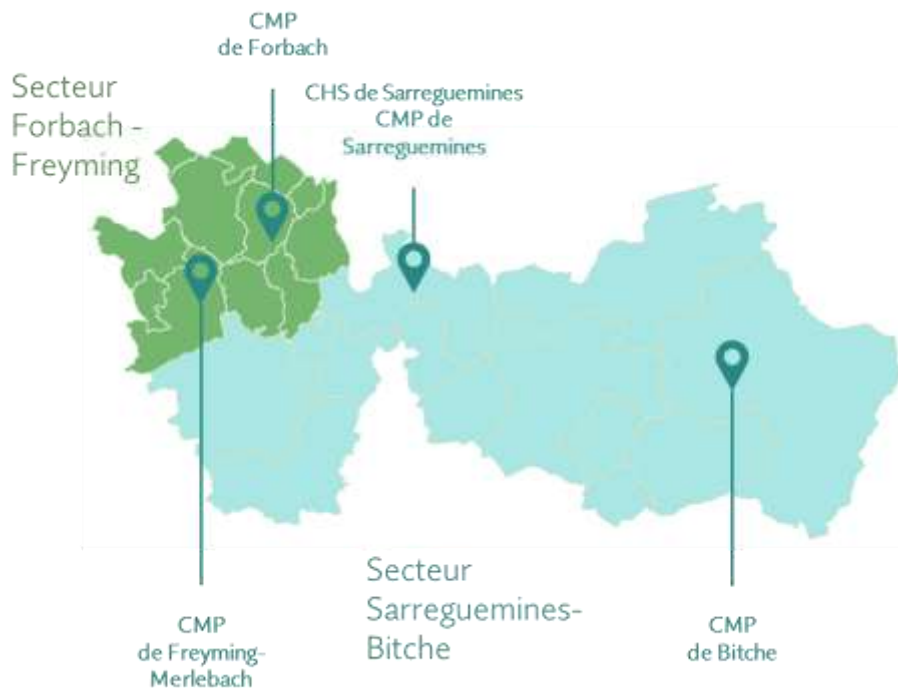 CMP
de Forbach
Secteur
Forbach -
Freyming
CHS de Sarreguemines
CMP de
Sarreguemines
Secteur
Sarreguemines-
Bitche
CMP
de Freyming-
Merlebach
CMP
de Bitche